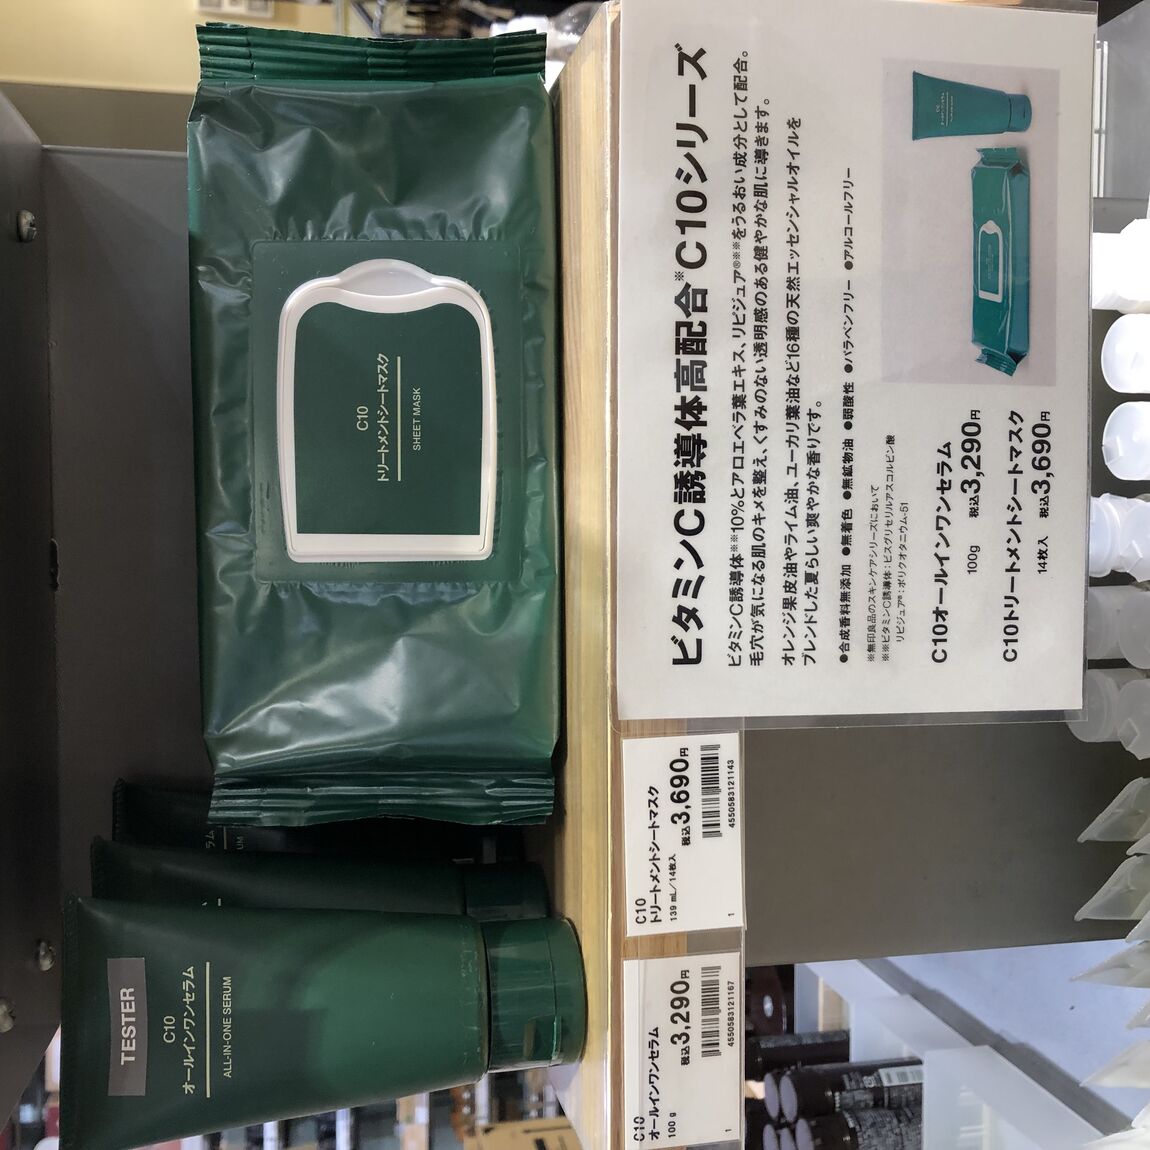 C10
トリートメントシートマスク
SHEET MASK
TESTER
C10
オールインワンセラム
ALL-IN-ONE SERUM
ラム
UM
ビタミンC誘導体高配合※C10シリーズ
ビタミンC誘導体※※10%とアロエベラ葉エキス、リピジュア®※※をうるおい成分として配合。
毛穴が気になる肌のキメを整え、くすみのない透明感のある健やかな肌に導きます。
オレンジ果皮油やライム油、ユーカリ葉油など16種の天然エッセンシャルオイルを
ブレンドした夏らしい爽やかな香りです。
●合成香料無添加 ●無着色 ●無鉱物油 ●弱酸性 ●パラベンフリー ●アルコールフリー
※無印良品のスキンケアシリーズにおいて
※※ビタミンC誘導体：ビスグリセリルアスコルビン酸
リピジュア®：ポリクオタニウム-51
C10オールインワンセラム
100g 税込3,290円
C10トリートメントシートマスク
14枚入 税込3,690円
C10
オールインワンセラム
100 g
税込3,290円
4550583121167
1
C10
トリートメントシートマスク
139 mL／14枚入
税込3,690円
4550583121143
1